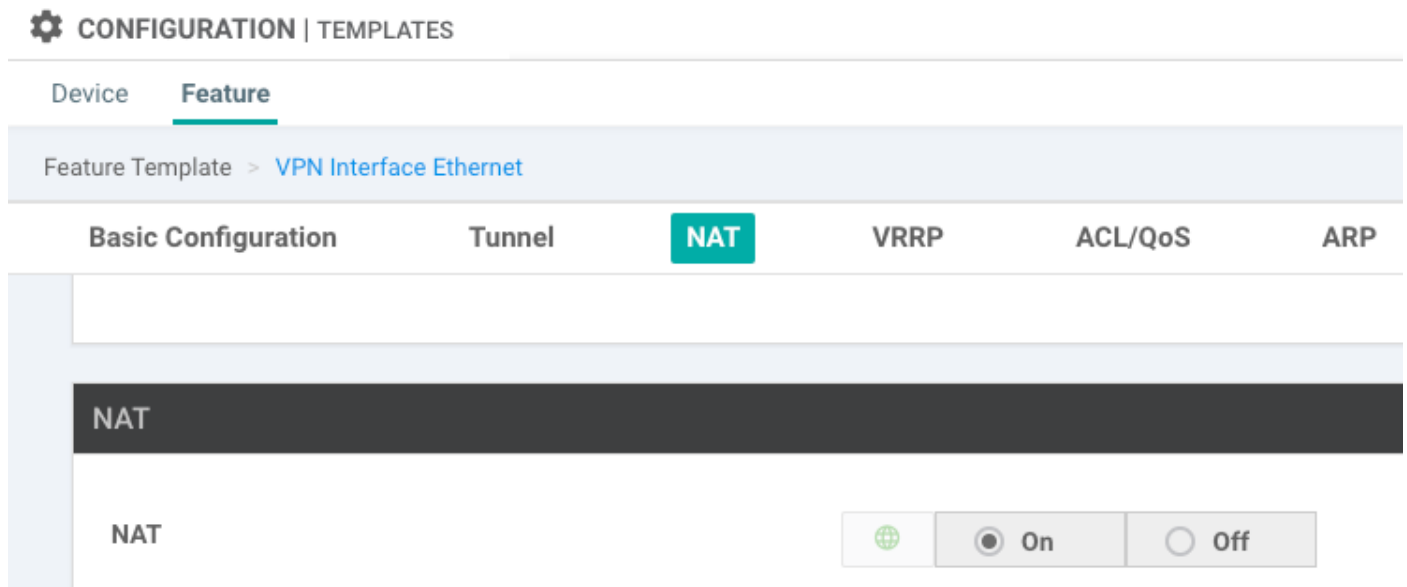 CONFIGURATION | TEMPLATES
Device Feature
Feature Template > VPN Interface Ethernet
Basic Configuration Tunnel NAT VRRP ACL/QoS ARP
NAT
NAT On Off